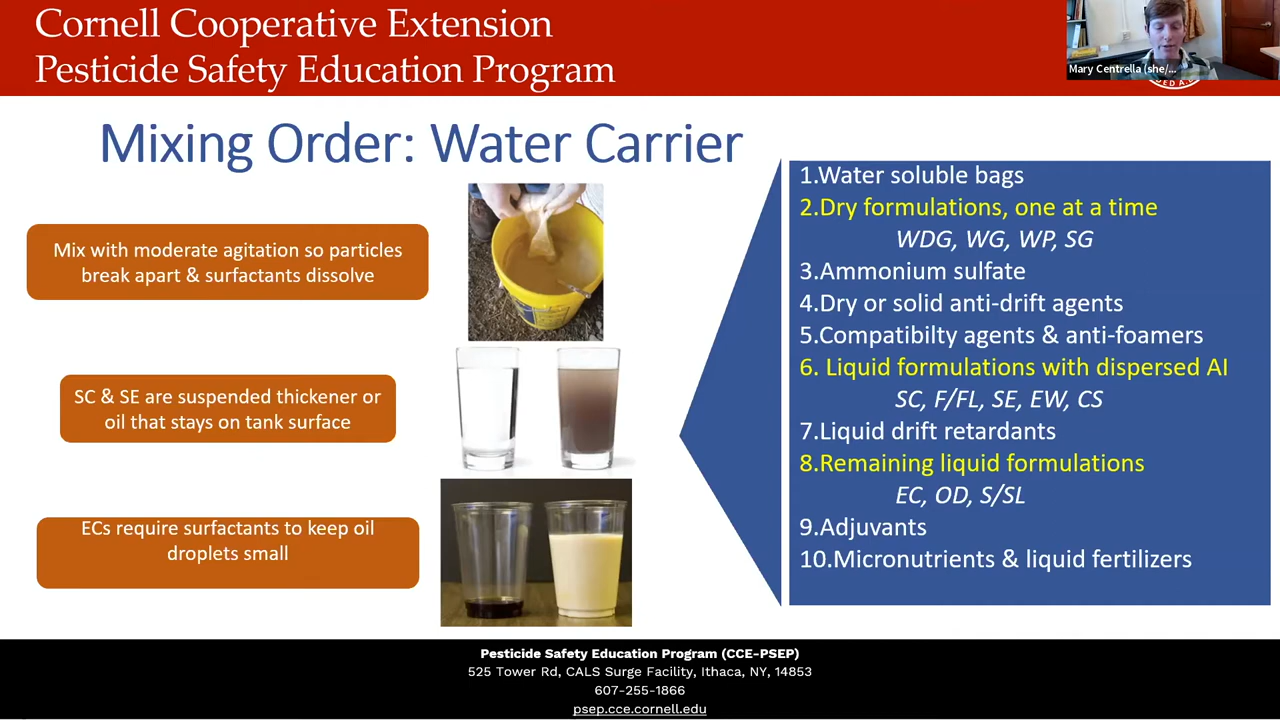 Cornell Cooperative Extension
Pesticide Safety Education Program
Mary Centrella (she/...
Mixing Order: Water Carrier
Mix with moderate agitation so particles
break apart & surfactants dissolve
SC & SE are suspended thickener or
oil that stays on tank surface
ECs require surfactants to keep oil
droplets small
1.Water soluble bags
2.Dry formulations, one at a time
WDG, WG, WP, SG
3.Ammonium sulfate
4.Dry or solid anti-drift agents
5.Compatibilty agents & anti-foamers
6. Liquid formulations with dispersed AI
SC, F/FL, SE, EW, CS
7.Liquid drift retardants
8.Remaining liquid formulations
EC, OD, S/SL
9.Adjuvants
10.Micronutrients & liquid fertilizers
Pesticide Safety Education Program (CCE-PSEP)
525 Tower Rd, CALS Surge Facility, Ithaca, NY, 14853
607-255-1866
psep.cce.cornell.edu